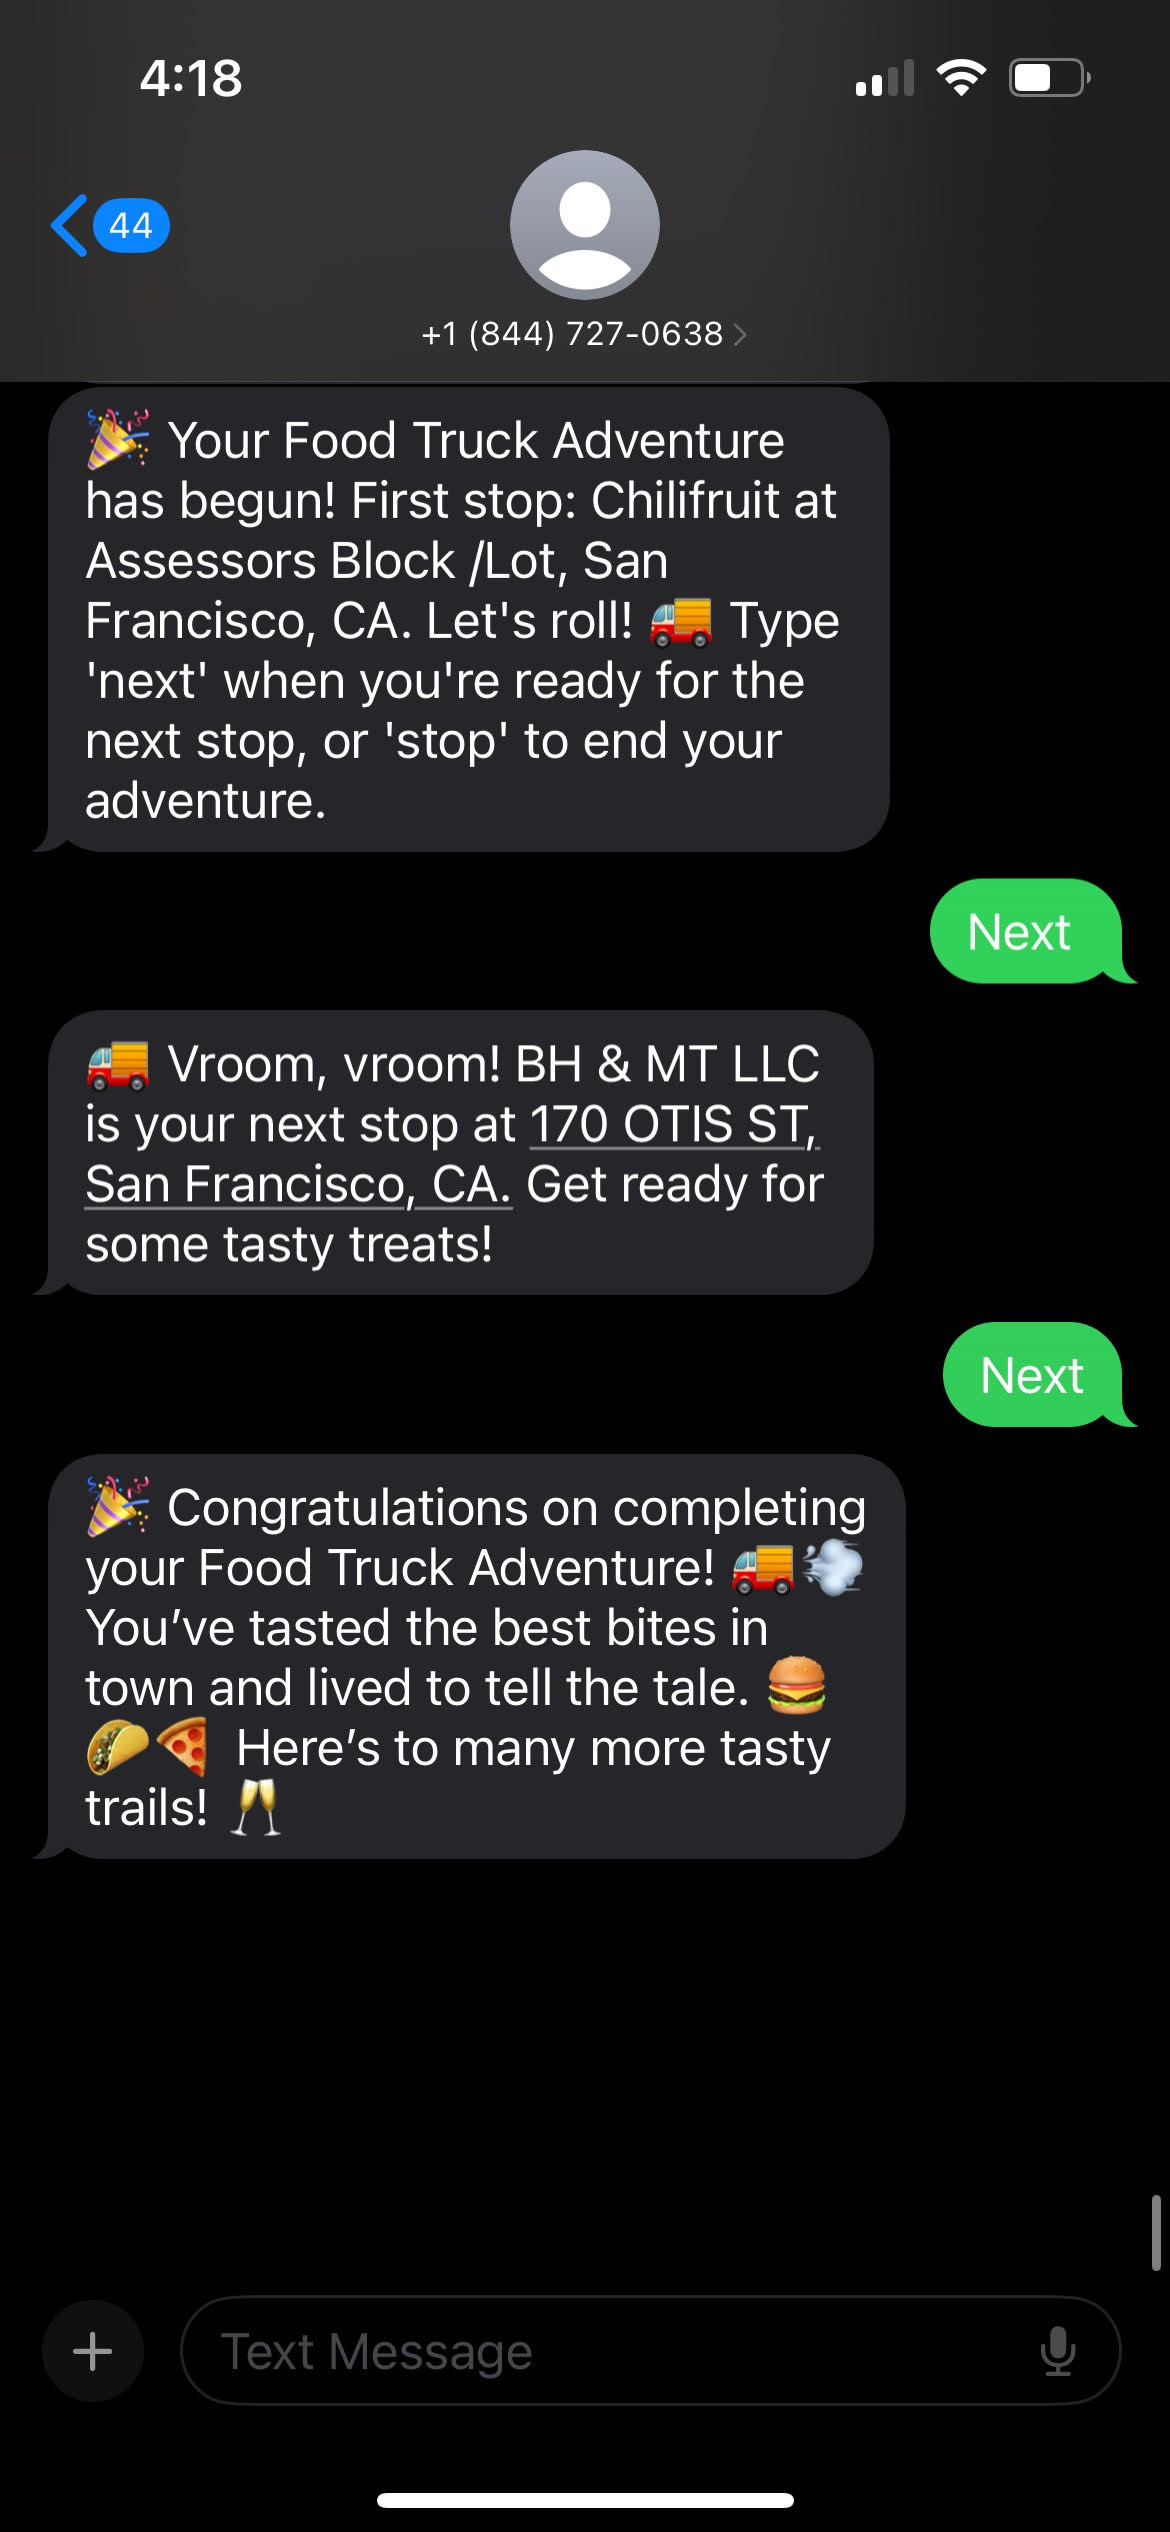 4:18
44
+1 (844) 727-0638
🎉 Your Food Truck Adventure
has begun! First stop: Chilifruit at
Assessors Block /Lot, San
Francisco, CA. Let's roll! 🚚 Type
'next' when you're ready for the
next stop, or 'stop' to end your
adventure.
Next
🚚 Vroom, vroom! BH & MT LLC
is your next stop at 170 OTIS ST,
San Francisco, CA. Get ready for
some tasty treats!
Next
🎉 Congratulations on completing
your Food Truck Adventure! 🚚💨
You’ve tasted the best bites in
town and lived to tell the tale. 🍔
🌮🍕 Here’s to many more tasty
trails! 🥂
Text Message